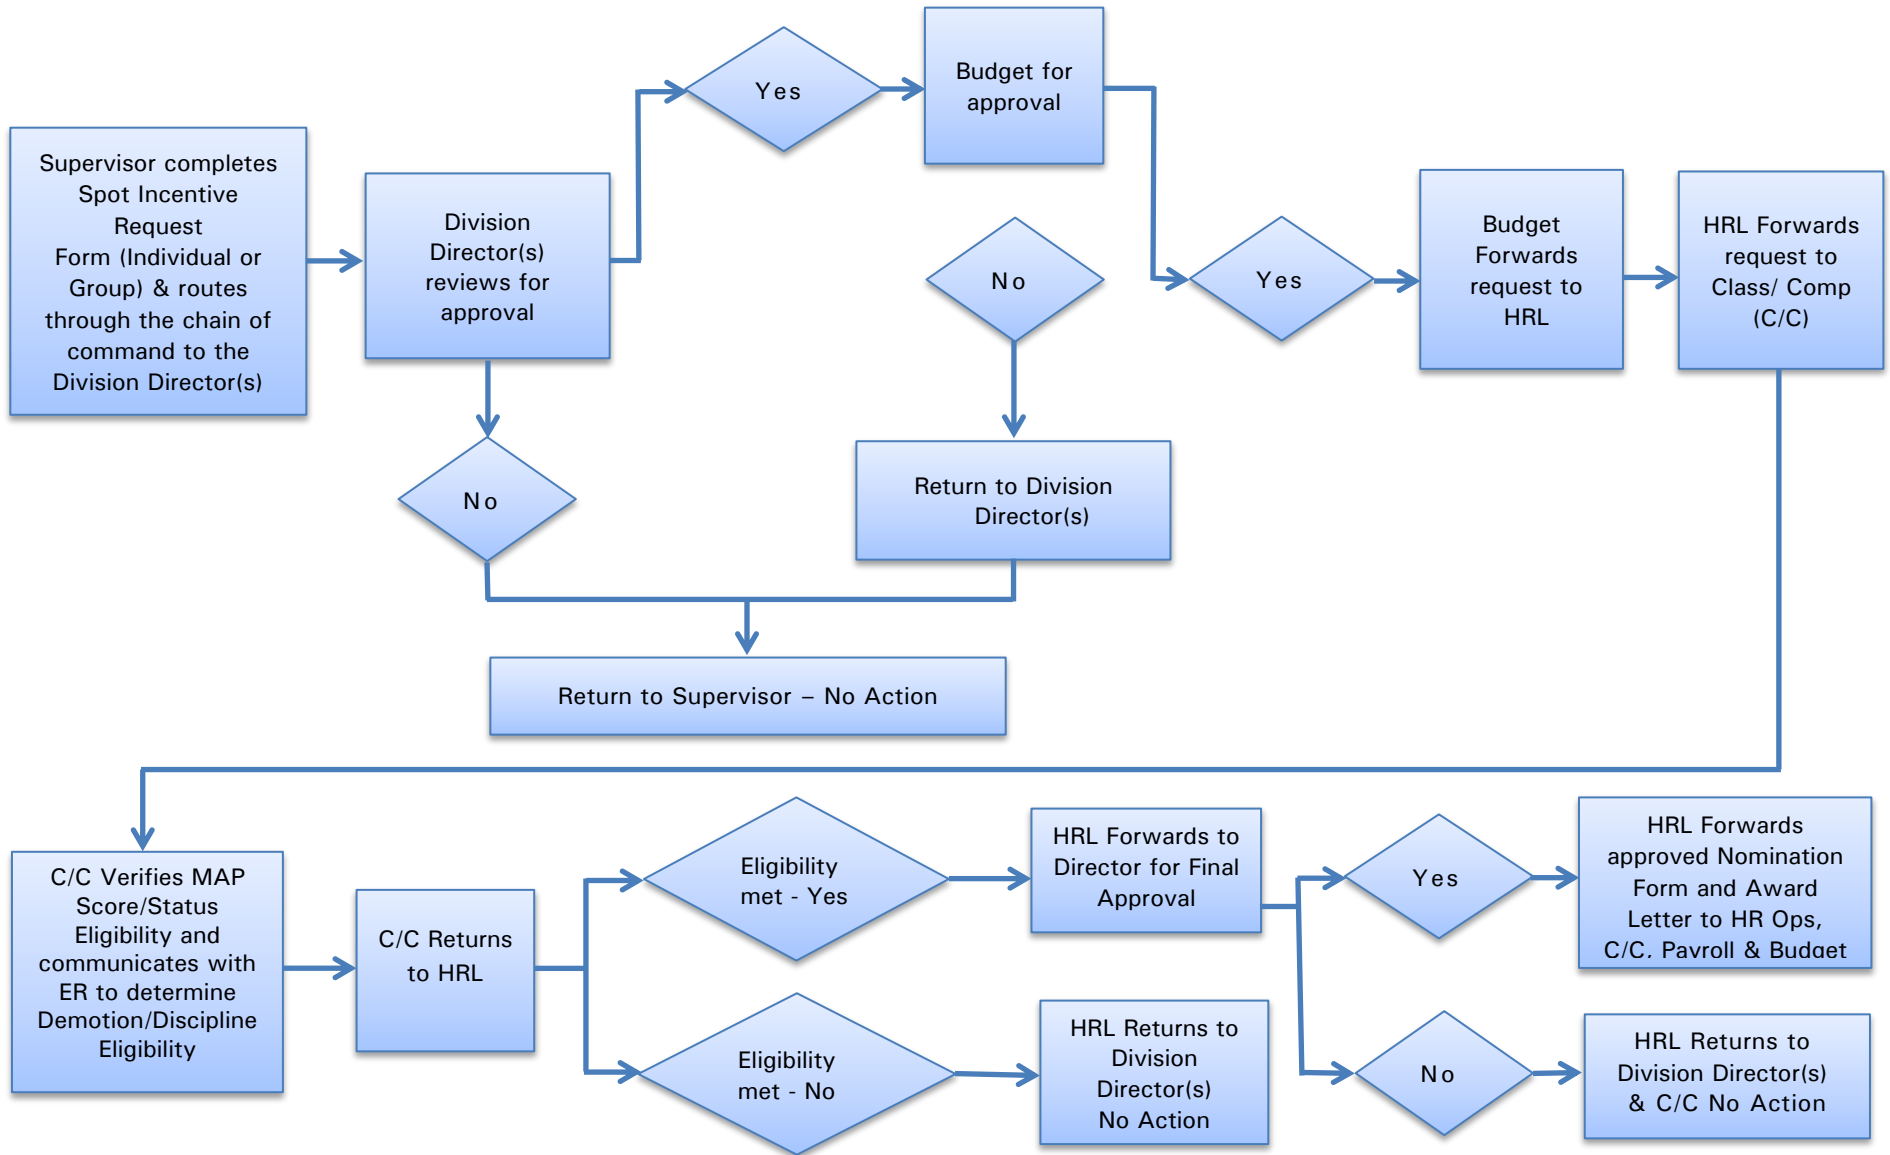 Supervisor completes
Spot Incentive
Request
Form (Individual or
Group) & routes
through the chain of
command to the
Division Director(s)
Division
Director(s)
reviews for
approval
Yes
Budget for
approval
No
No
Return to Division
Director(s)
Return to Supervisor – No Action
Yes
Budget
Forwards
request to
HRL
HRL Forwards
request to
Class/ Comp
(C/C)
C/C Verifies MAP
Score/Status
Eligibility and
communicates with
ER to determine
Demotion/Discipline
Eligibility
C/C Returns
to HRL
Eligibility
met - Yes
HRL Forwards to
Director for Final
Approval
Yes
HRL Forwards
approved Nomination
Form and Award
Letter to HR Ops,
C/C, Payroll & Budget
Eligibility
met - No
HRL Returns to
Division
Director(s)
No Action
No
HRL Returns to
Division Director(s)
& C/C No Action